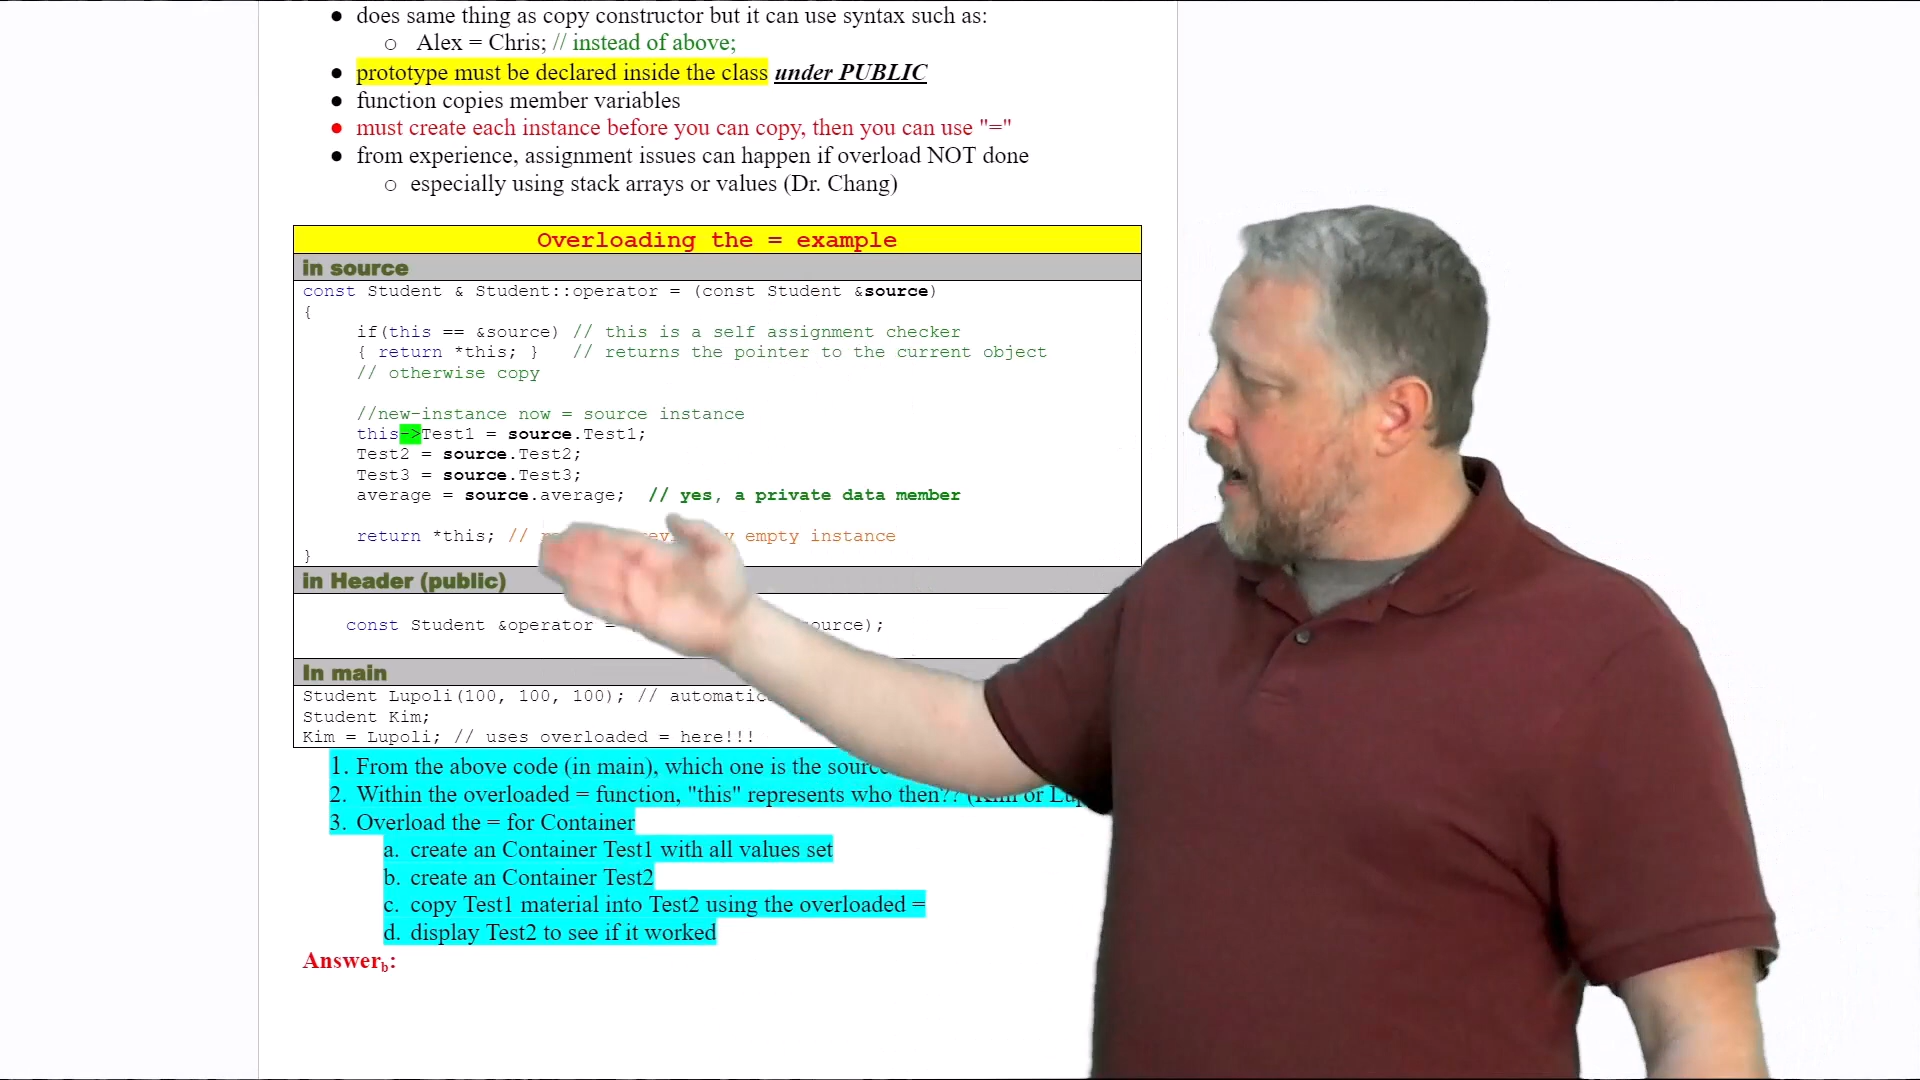 ● does same thing as copy constructor but it can use syntax such as:
○ Alex = Chris; // instead of above;
● prototype must be declared inside the class under PUBLIC
● function copies member variables
● must create each instance before you can copy, then you can use "="
● from experience, assignment issues can happen if overload NOT done
○ especially using stack arrays or values (Dr. Chang)
Overloading the = example
in source
const Student & Student::operator = (const Student &source)
{
if(this == &source) // this is a self assignment checker
{ return *this; } // returns the pointer to the current object
// otherwise copy
//new-instance now = source instance
this->Test1 = source.Test1;
Test2 = source.Test2;
Test3 = source.Test3;
average = source.average; // yes, a private data member
return *this; // empty instance
}
in Header (public)
const Student &operator = ource);
In main
Student Lupoli(100, 100, 100); // automatic
Student Kim;
Kim = Lupoli; // uses overloaded = here!!!
1. From the above code (in main), which one is the source
2. Within the overloaded = function, "this" represents who then?? (Kim or Lup
3. Overload the = for Container
a. create an Container Test1 with all values set
b. create an Container Test2
c. copy Test1 material into Test2 using the overloaded =
d. display Test2 to see if it worked
Answerb: